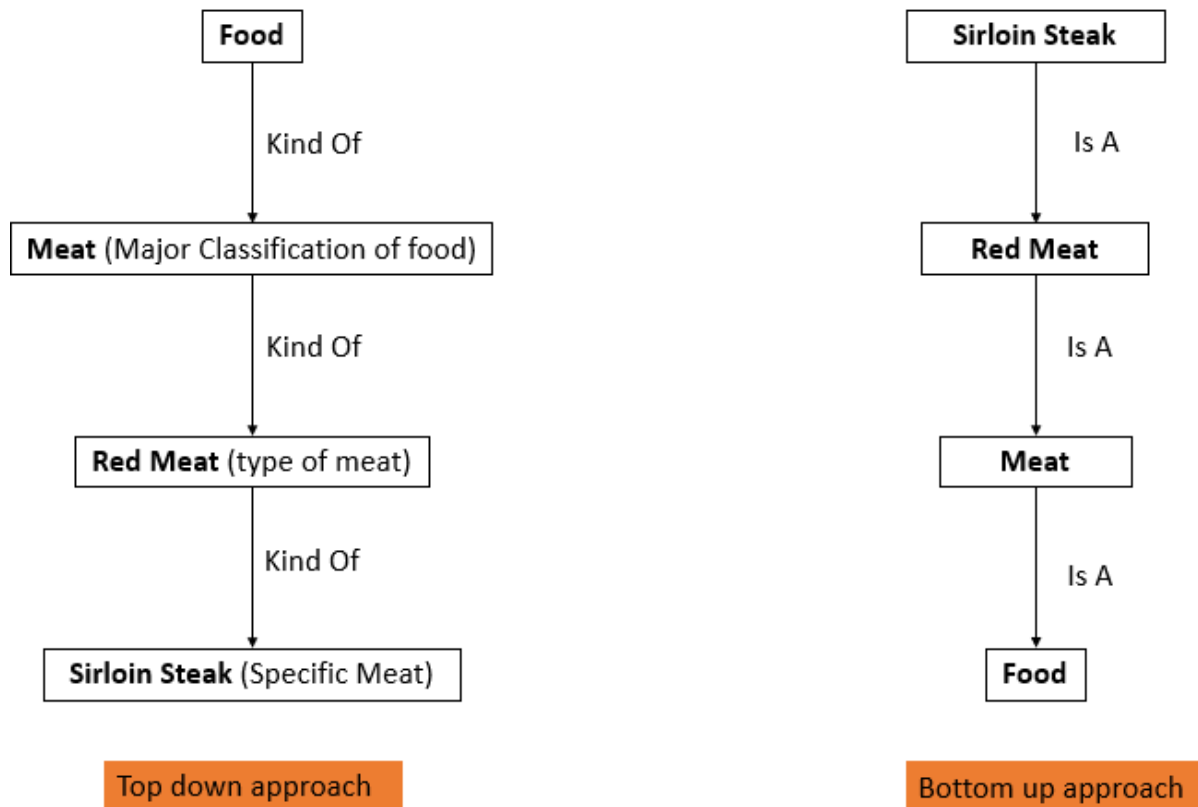 Food
Kind Of
Meat (Major Classification of food)
Kind Of
Red Meat (type of meat)
Kind Of
Sirloin Steak (Specific Meat)
Top down approach
Sirloin Steak
Is A
Red Meat
Is A
Meat
Is A
Food
Bottom up approach